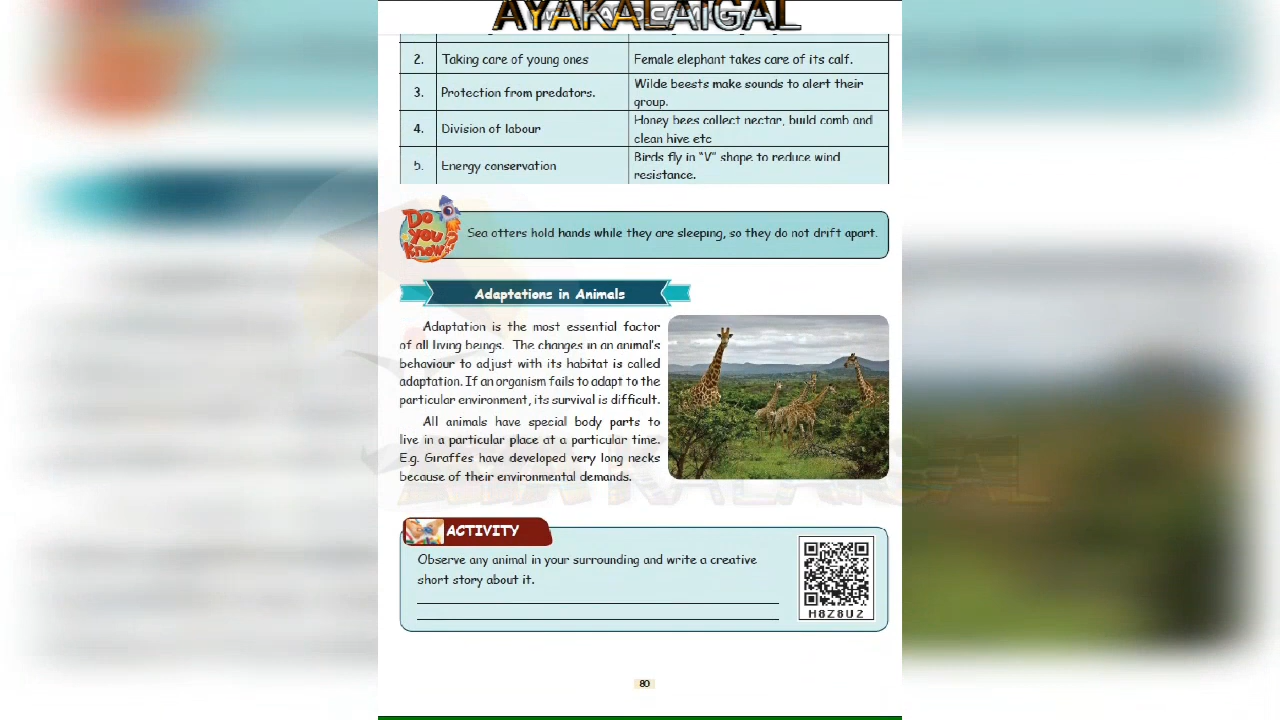 AYAKALAIGAL
2. Taking care of young ones Female elephant takes care of its calf.
3. Protection from predators. Wilde beests make sounds to alert their
group.
4. Division of labour Honey bees collect nectar, build comb and
clean hive etc
5. Energy conservation Birds fly in "V" shape to reduce wind
resistance.
Do
you
Know?
Sea otters hold hands while they are sleeping, so they do not drift apart.
Adaptations in Animals
Adaptation is the most essential factor
of all living beings. The changes in an animal's
behaviour to adjust with its habitat is called
adaptation. If an organism fails to adapt to the
particular environment, its survival is difficult.
All animals have special body parts to
live in a particular place at a particular time.
E.g. Giraffes have developed very long necks
because of their environmental demands.
ACTIVITY
Observe any animal in your surrounding and write a creative
short story about it.
H8Z8U2
80